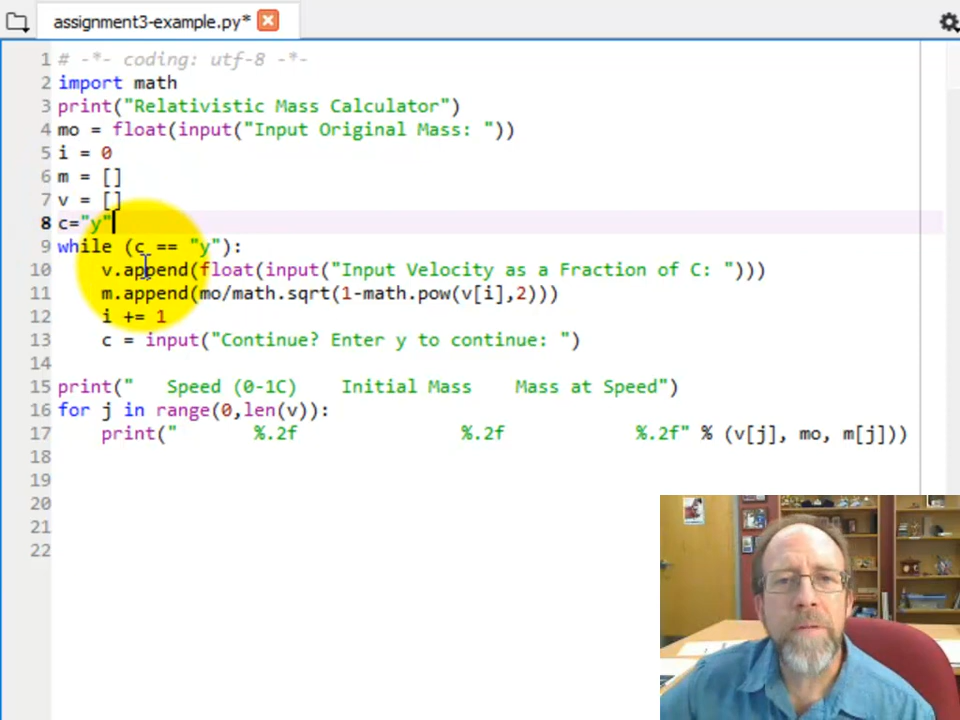 assignment3-example.py*
1 # -*- coding: utf-8 -*-
2 import math
3 print("Relativistic Mass Calculator")
4 mo = float(input("Input Original Mass: "))
5 i = 0
6 m = []
7 v = []
8 c="y"
9 while (c == "y"):
10 v.append(float(input("Input Velocity as a Fraction of C: ")))
11 m.append(mo/math.sqrt(1-math.pow(v[i],2)))
12 i += 1
13 c = input("Continue? Enter y to continue: ")
14
15 print("   Speed (0-1C)    Initial Mass    Mass at Speed")
16 for j in range(0,len(v)):
17 print("       %.2f               %.2f            %.2f" % (v[j], mo, m[j]))
18
19
20
21
22